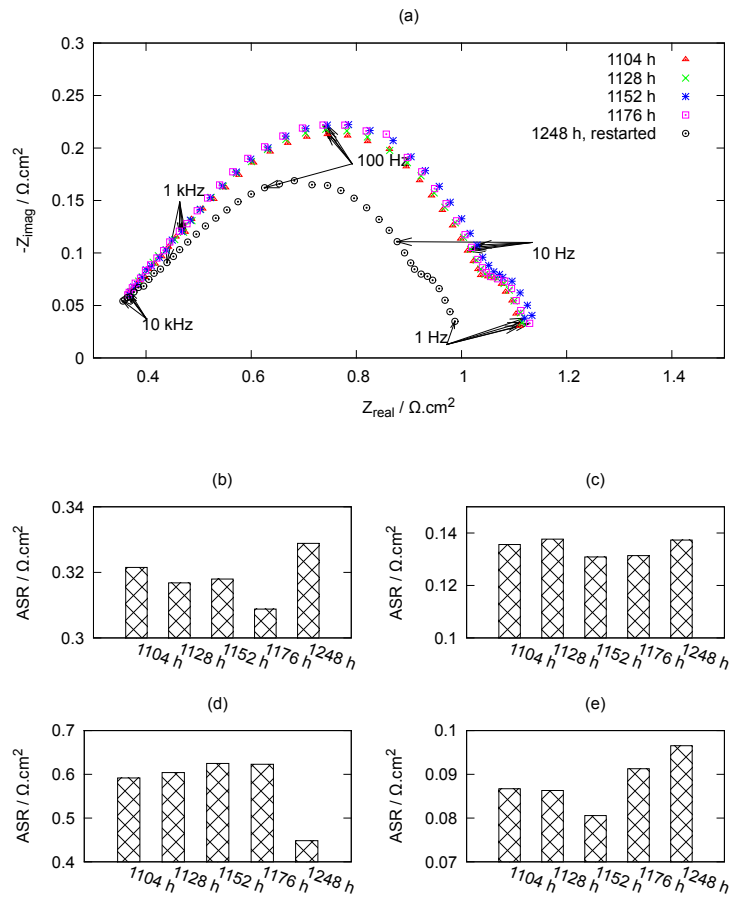 (a)
0.3
0.25
0.2
0.15
0.1
0.05
0
-Zimag / Ω.cm²
1104 h
1128 h
1152 h
1176 h
1248 h, restarted
100 Hz
1 kHz
10 Hz
10 kHz
1 Hz
0.4
0.6
0.8
1
1.2
1.4
Zreal / Ω.cm²
(b)
0.34
0.32
0.3
ASR / Ω.cm²
1104 h
1128 h
1152 h
1176 h
1248 h
(c)
0.14
0.12
0.1
ASR / Ω.cm²
1104 h
1128 h
1152 h
1176 h
1248 h
(d)
0.7
0.6
0.5
0.4
ASR / Ω.cm²
1104 h
1128 h
1152 h
1176 h
1248 h
(e)
0.1
0.09
0.08
0.07
ASR / Ω.cm²
1104 h
1128 h
1152 h
1176 h
1248 h